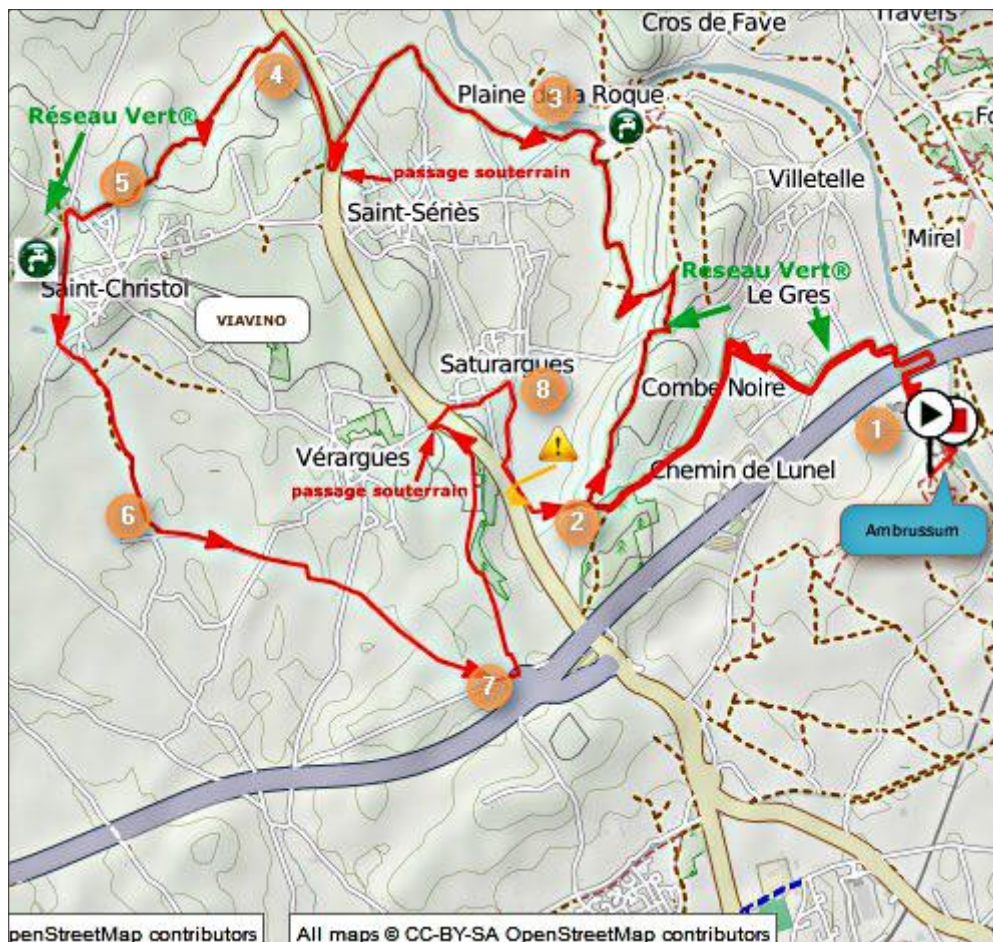 Cros de Fave
Travers
4
Plaine de la Roque
3
Réseau Vert®
passage souterrain
5
Villetelle
Saint-Sériès
Mirel
Reseau Vert®
Saint-Christol
Le Gres
VIAVINO
Saturargues
8
Combe Noire
1
Vérargues
Chemin de Lunel
passage souterrain
6
2
Ambrussum
7
penStreetMap contributors
All maps © CC-BY-SA OpenStreetMap contributors